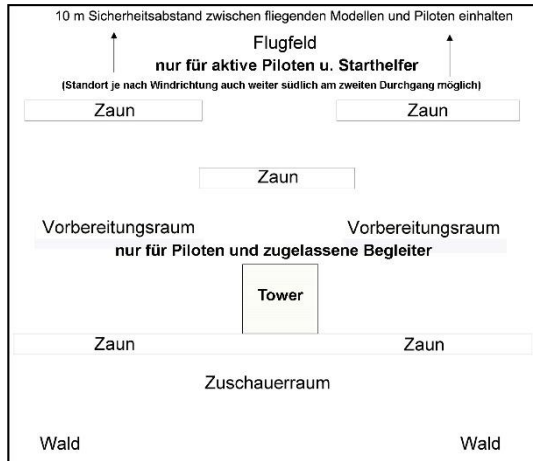 10 m Sicherheitsabstand zwischen fliegenden Modellen und Piloten einhalten
Flugfeld
nur für aktive Piloten u. Starthelfer
(Standort je nach Windrichtung auch weiter südlich am zweiten Durchgang möglich)
Zaun Zaun
Zaun
Vorbereitungsraum Vorbereitungsraum
nur für Piloten und zugelassene Begleiter
Tower
Zaun Zaun
Zuschauerraum
Wald Wald